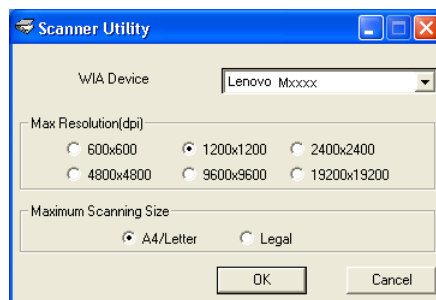 Scanner Utility
WIA Device Lenovo Mxxxx
Max Resolution(dpi)
600x600 1200x1200 2400x2400
4800x4800 9600x9600 19200x19200
Maximum Scanning Size
A4/Letter Legal
OK Cancel